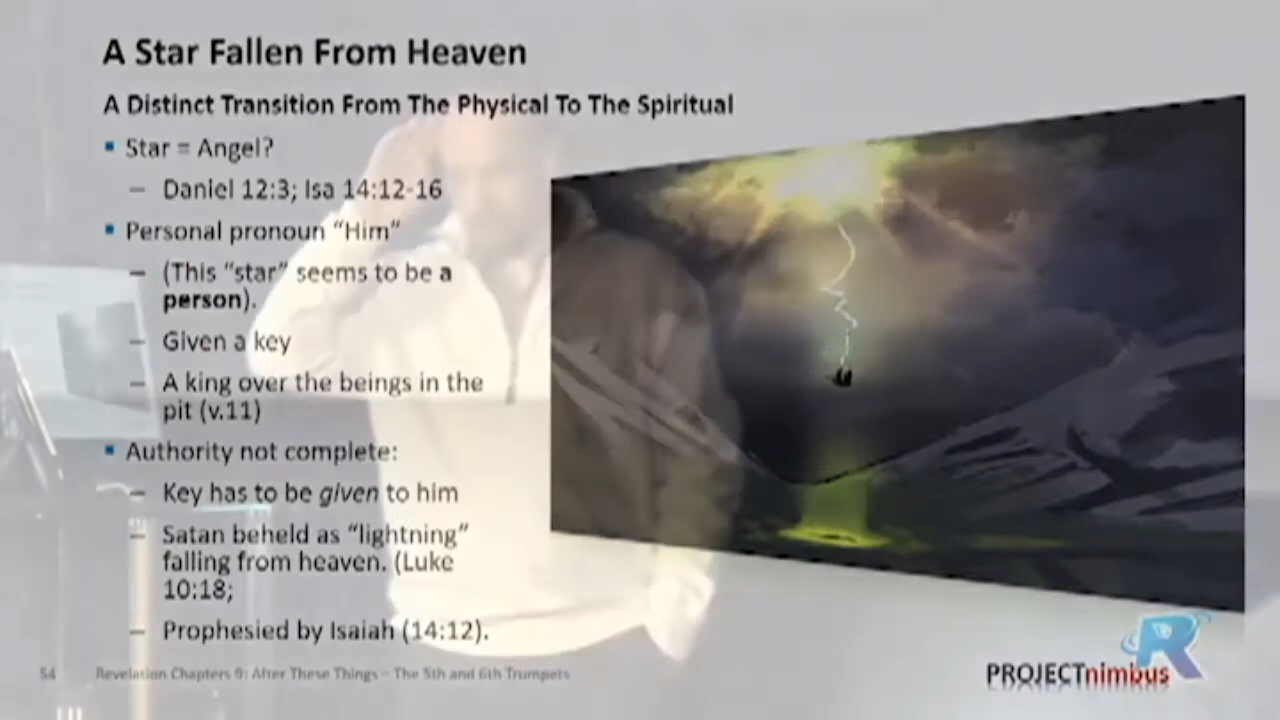 A Star Fallen From Heaven
A Distinct Transition From The Physical To The Spiritual
Star = Angel?
– Daniel 12:3; Isa 14:12-16
Personal pronoun “Him”
– (This “star” seems to be a
person).
– Given a key
– A king over the beings in the
pit (v.11)
Authority not complete:
– Key has to be given to him
– Satan beheld as “lightning”
falling from heaven. (Luke
10:18;
– Prophesied by Isaiah (14:12).
54 Revelation Chapters 9: After These Things – The 5th and 6th Trumpets
PROJECTnimbus
R